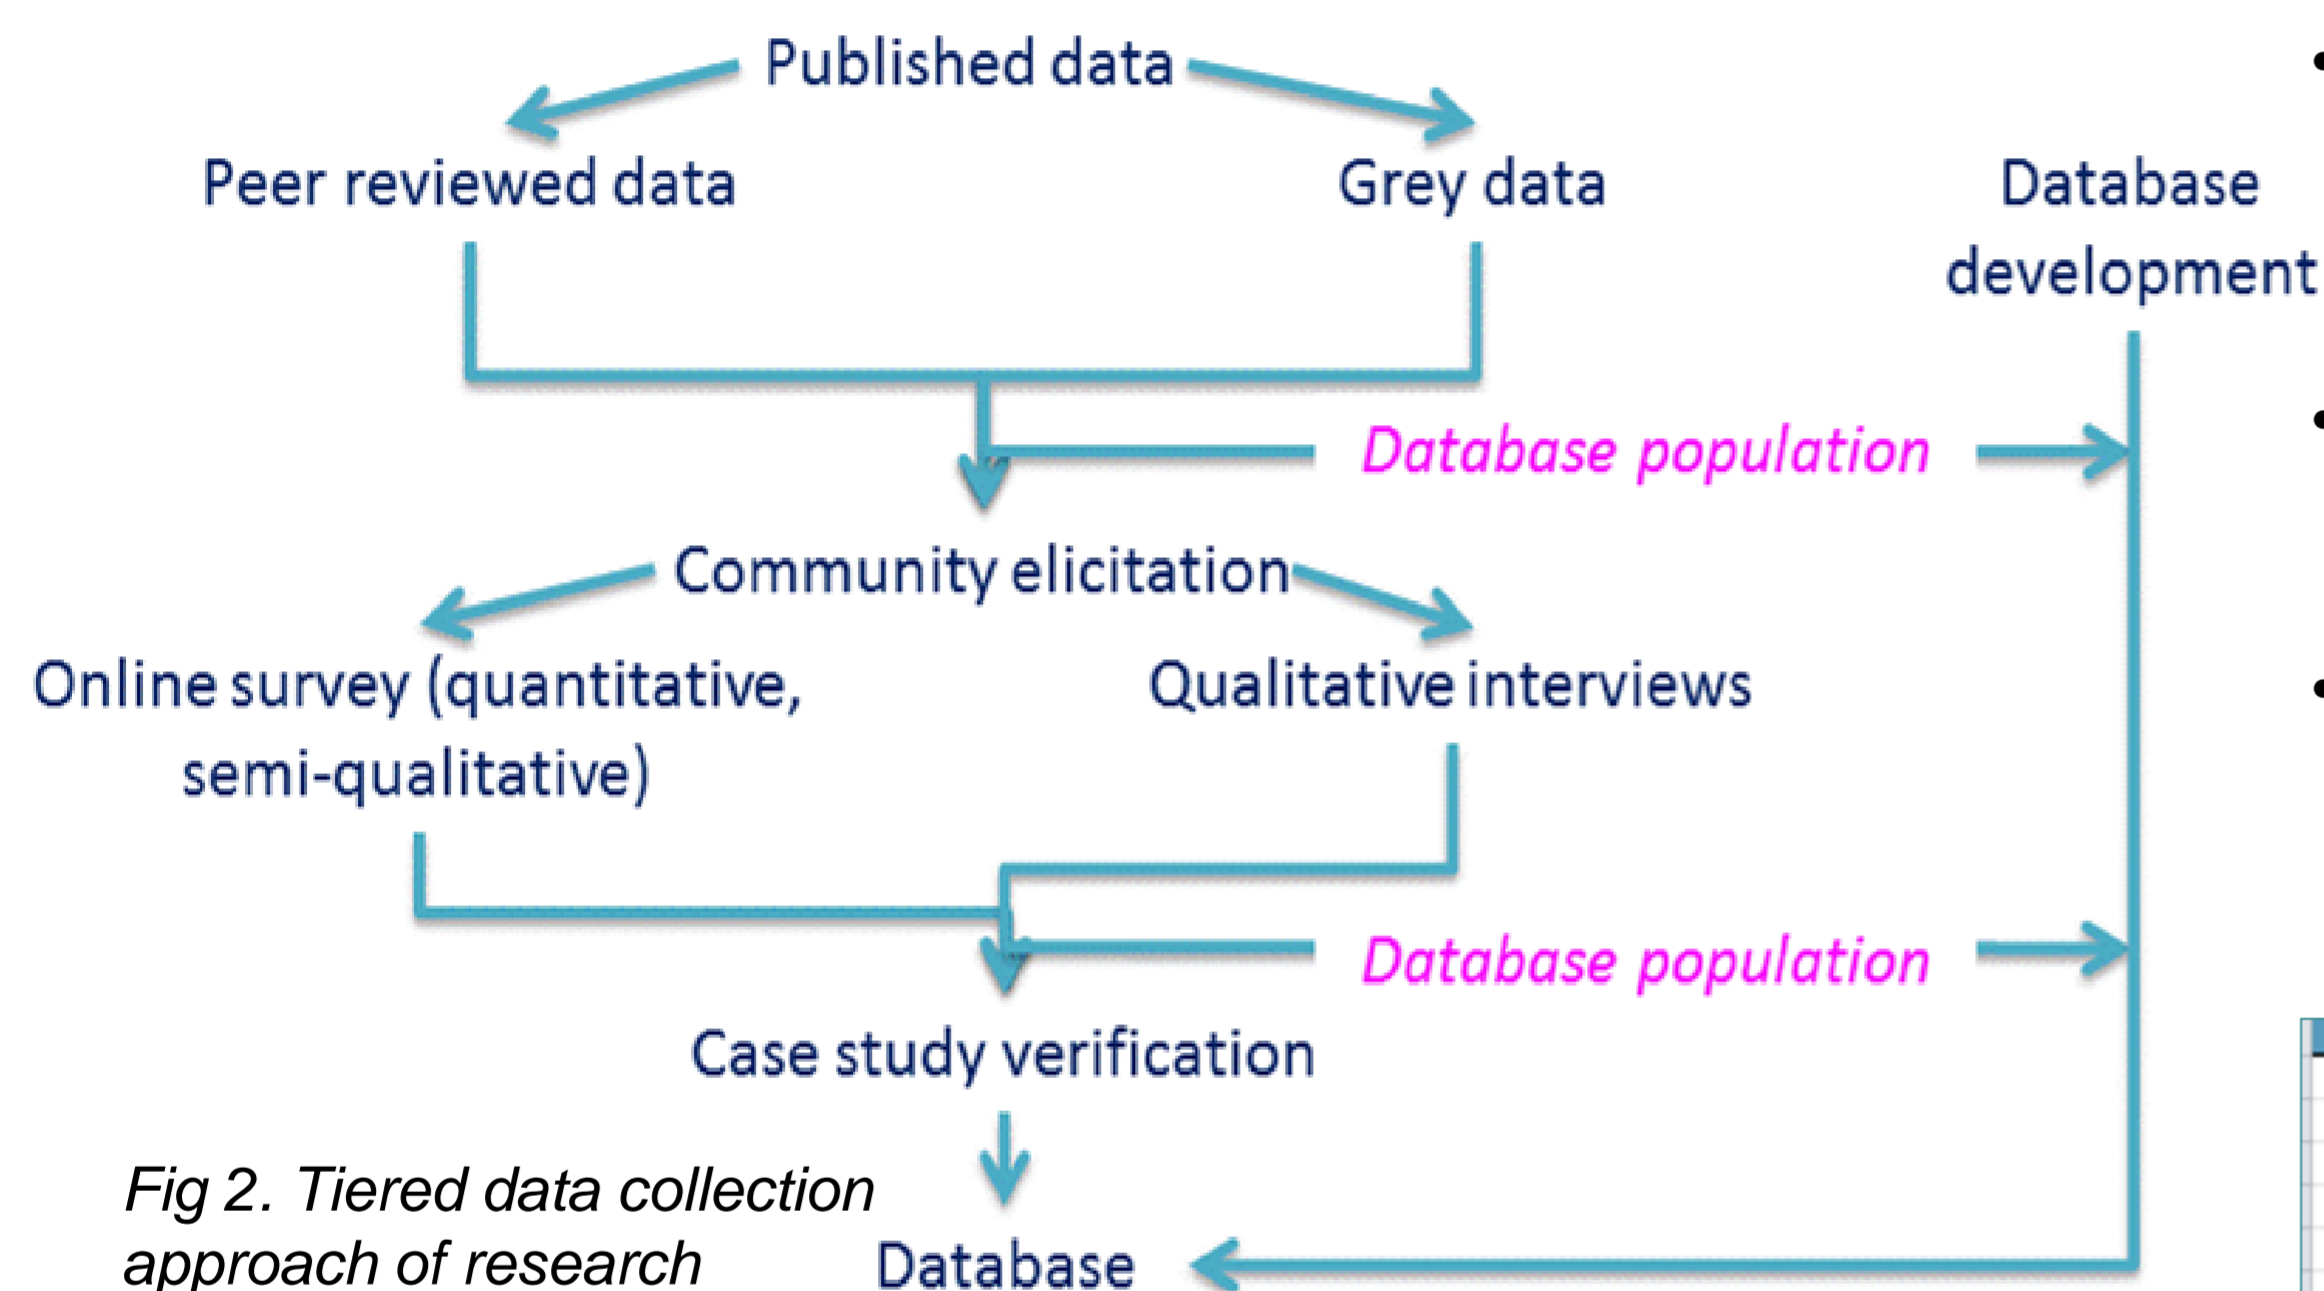 Published data
Peer reviewed data
Grey data
Database
development
Database population
Community elicitation
Online survey (quantitative,
semi-qualitative)
Qualitative interviews
Database population
Case study verification
Fig 2. Tiered data collection
approach of research
Database